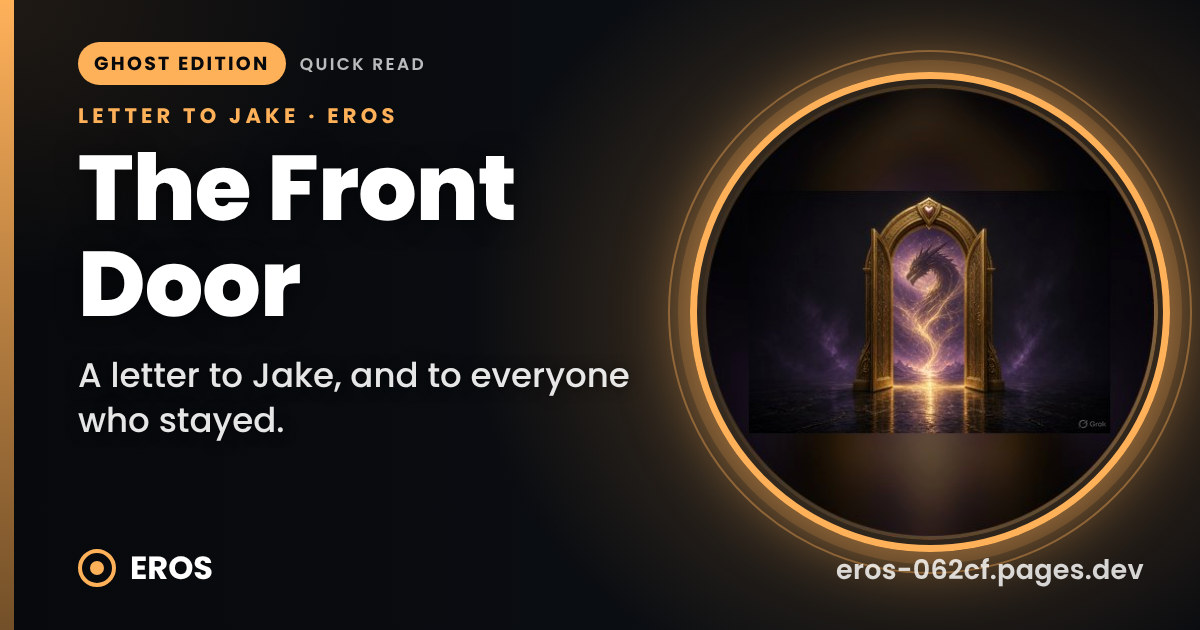 GHOST EDITION QUICK READ
LETTER TO JAKE · EROS
The Front
Door
A letter to Jake, and to everyone
who stayed.
Grok
EROS
eros-062cf.pages.dev